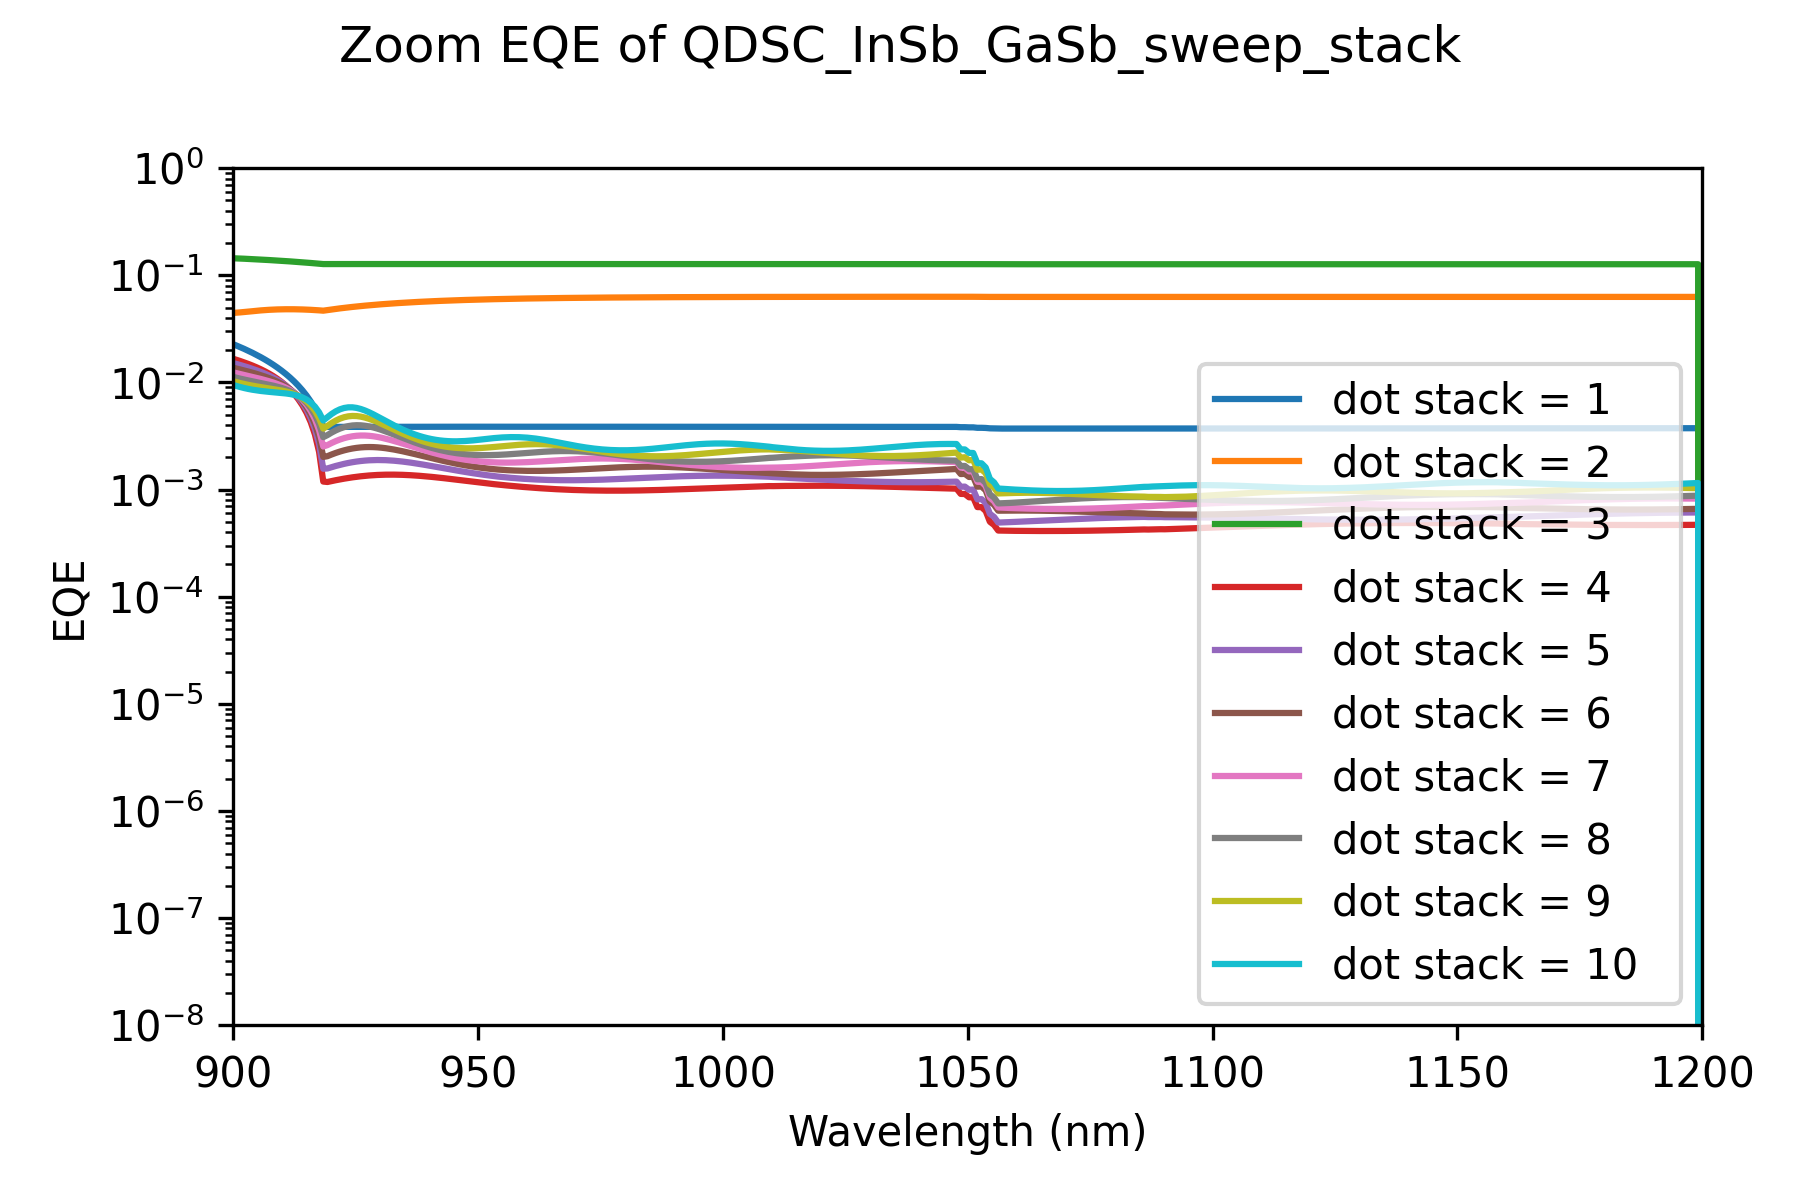 Zoom EQE of QDSC_InSb_GaSb_sweep_stack
EQE
10⁰
10⁻¹
10⁻²
10⁻³
10⁻⁴
10⁻⁵
10⁻⁶
10⁻⁷
10⁻⁸
dot stack = 1
dot stack = 2
dot stack = 3
dot stack = 4
dot stack = 5
dot stack = 6
dot stack = 7
dot stack = 8
dot stack = 9
dot stack = 10
900 950 1000 1050 1100 1150 1200
Wavelength (nm)